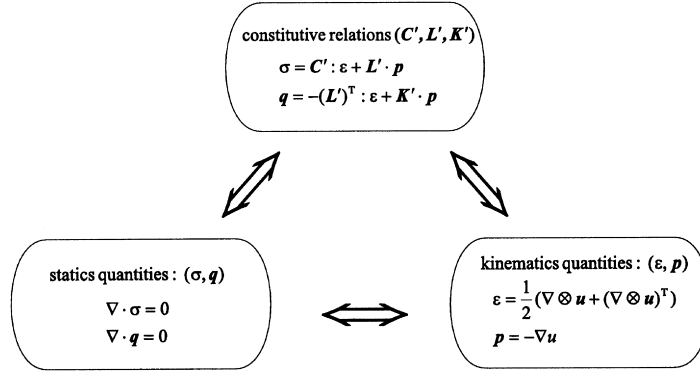 constitutive relations (C′, L′, K′)
σ = C′ : ε + L′ · p
q = −(L′)ᵀ : ε + K′ · p
statics quantities : (σ, q)
∇ · σ = 0
∇ · q = 0
kinematics quantities : (ε, p)
ε = 1/2 (∇ ⊗ u + (∇ ⊗ u)ᵀ)
p = −∇u